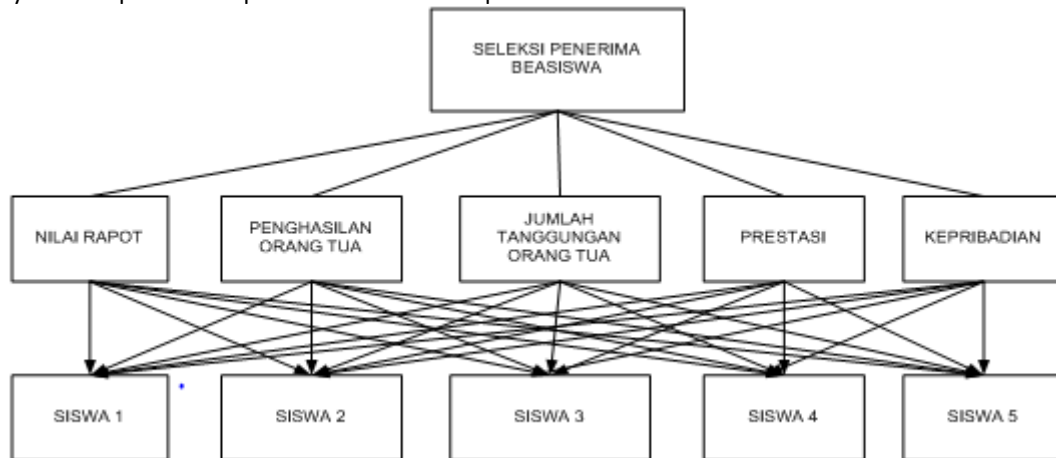 SELEKSI PENERIMA
BEASISWA
NILAI RAPOT
PENGHASILAN
ORANG TUA
JUMLAH
TANGGUNGAN
ORANG TUA
PRESTASI
KEPRIBADIAN
SISWA 1
SISWA 2
SISWA 3
SISWA 4
SISWA 5